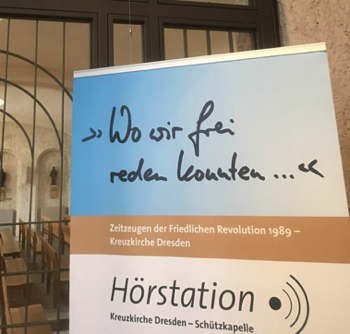 »Wo wir frei
reden konnten...«
Zeitzeugen der Friedlichen Revolution 1989 –
Kreuzkirche Dresden
Hörstation
Kreuzkirche Dresden – Schützkapelle